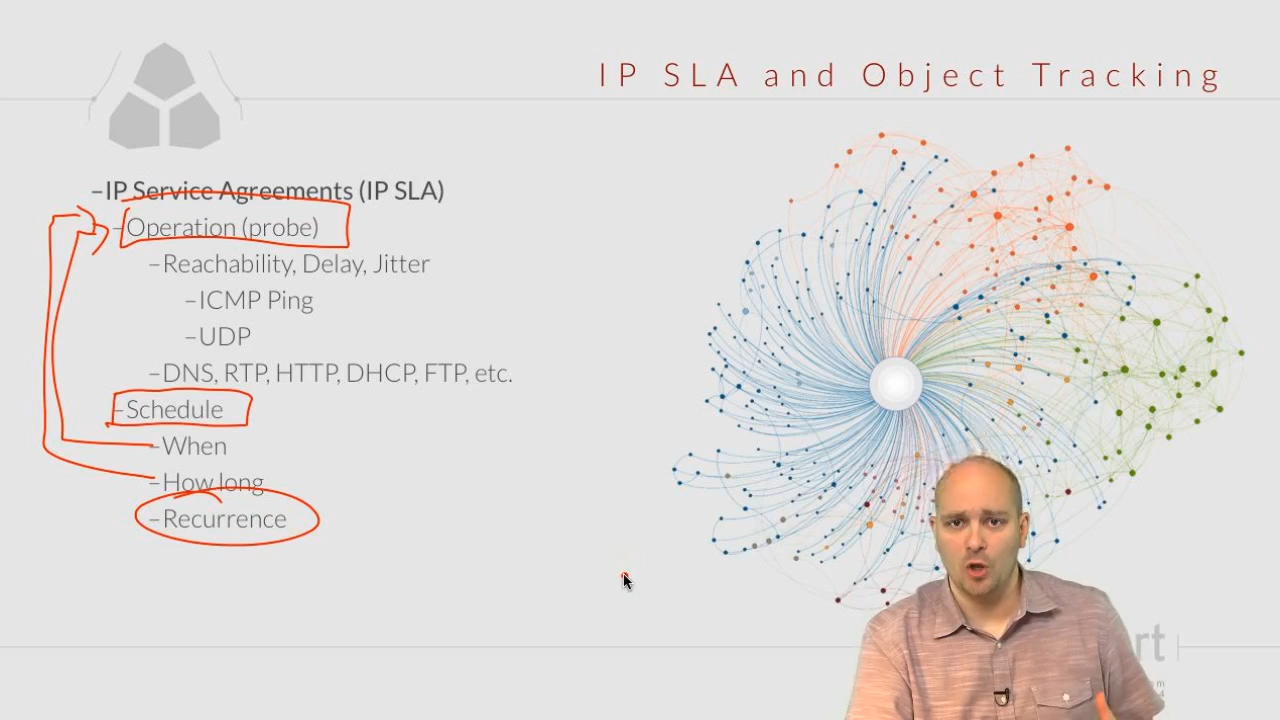 IP SLA and Object Tracking
–IP Service Agreements (IP SLA)
–Operation (probe)
–Reachability, Delay, Jitter
–ICMP Ping
–UDP
–DNS, RTP, HTTP, DHCP, FTP, etc.
–Schedule
–When
–How long
–Recurrence